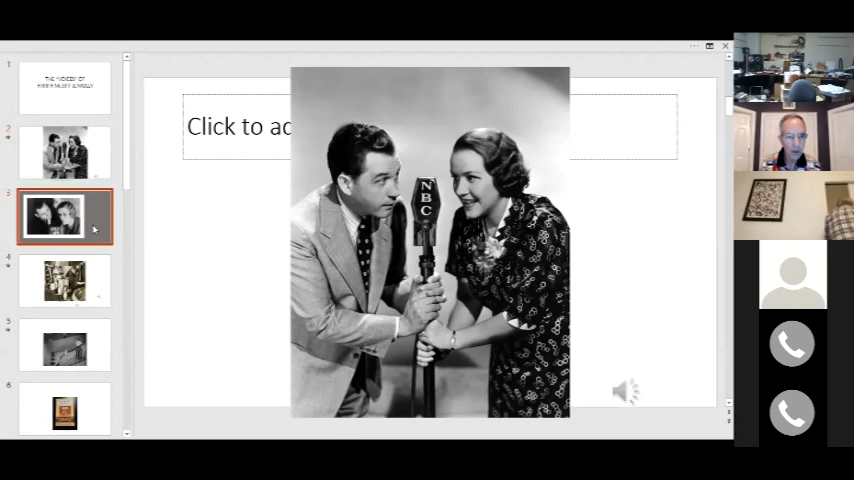 1
THE "VOICES" OF
FIBBER MCGEE & MOLLY
2
3
4
5
6
Click to ad
NBC